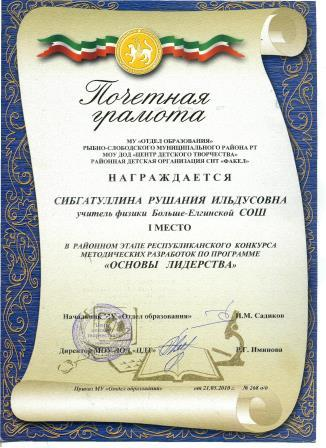 Почетная
грамота
МУ «ОТДЕЛ ОБРАЗОВАНИЯ»
РЫБНО-СЛОБОДСКОГО МУНИЦИПАЛЬНОГО РАЙОНА РТ
МОУ ДОД «ЦЕНТР ДЕТСКОГО ТВОРЧЕСТВА»
РАЙОННАЯ ДЕТСКАЯ ОРГАНИЗАЦИЯ СНТ «ФАКЕЛ»
НАГРАЖДАЕТСЯ
СИБГАТУЛЛИНА РУШАНИЯ ИЛЬДУСОВНА
учитель физики Больше-Елгинской СОШ
I МЕСТО
В РАЙОННОМ ЭТАПЕ РЕСПУБЛИКАНСКОГО КОНКУРСА
МЕТОДИЧЕСКИХ РАЗРАБОТОК ПО ПРОГРАММЕ
«ОСНОВЫ ЛИДЕРСТВА»
Начальник МУ «Отдел образования» И.М. Садиков
Директор МОУ ДОД «ЦДТ» Р.Г. Иминова
Приказ МУ «Отдел образования» от 21.05.2010 г. № 268 о/д